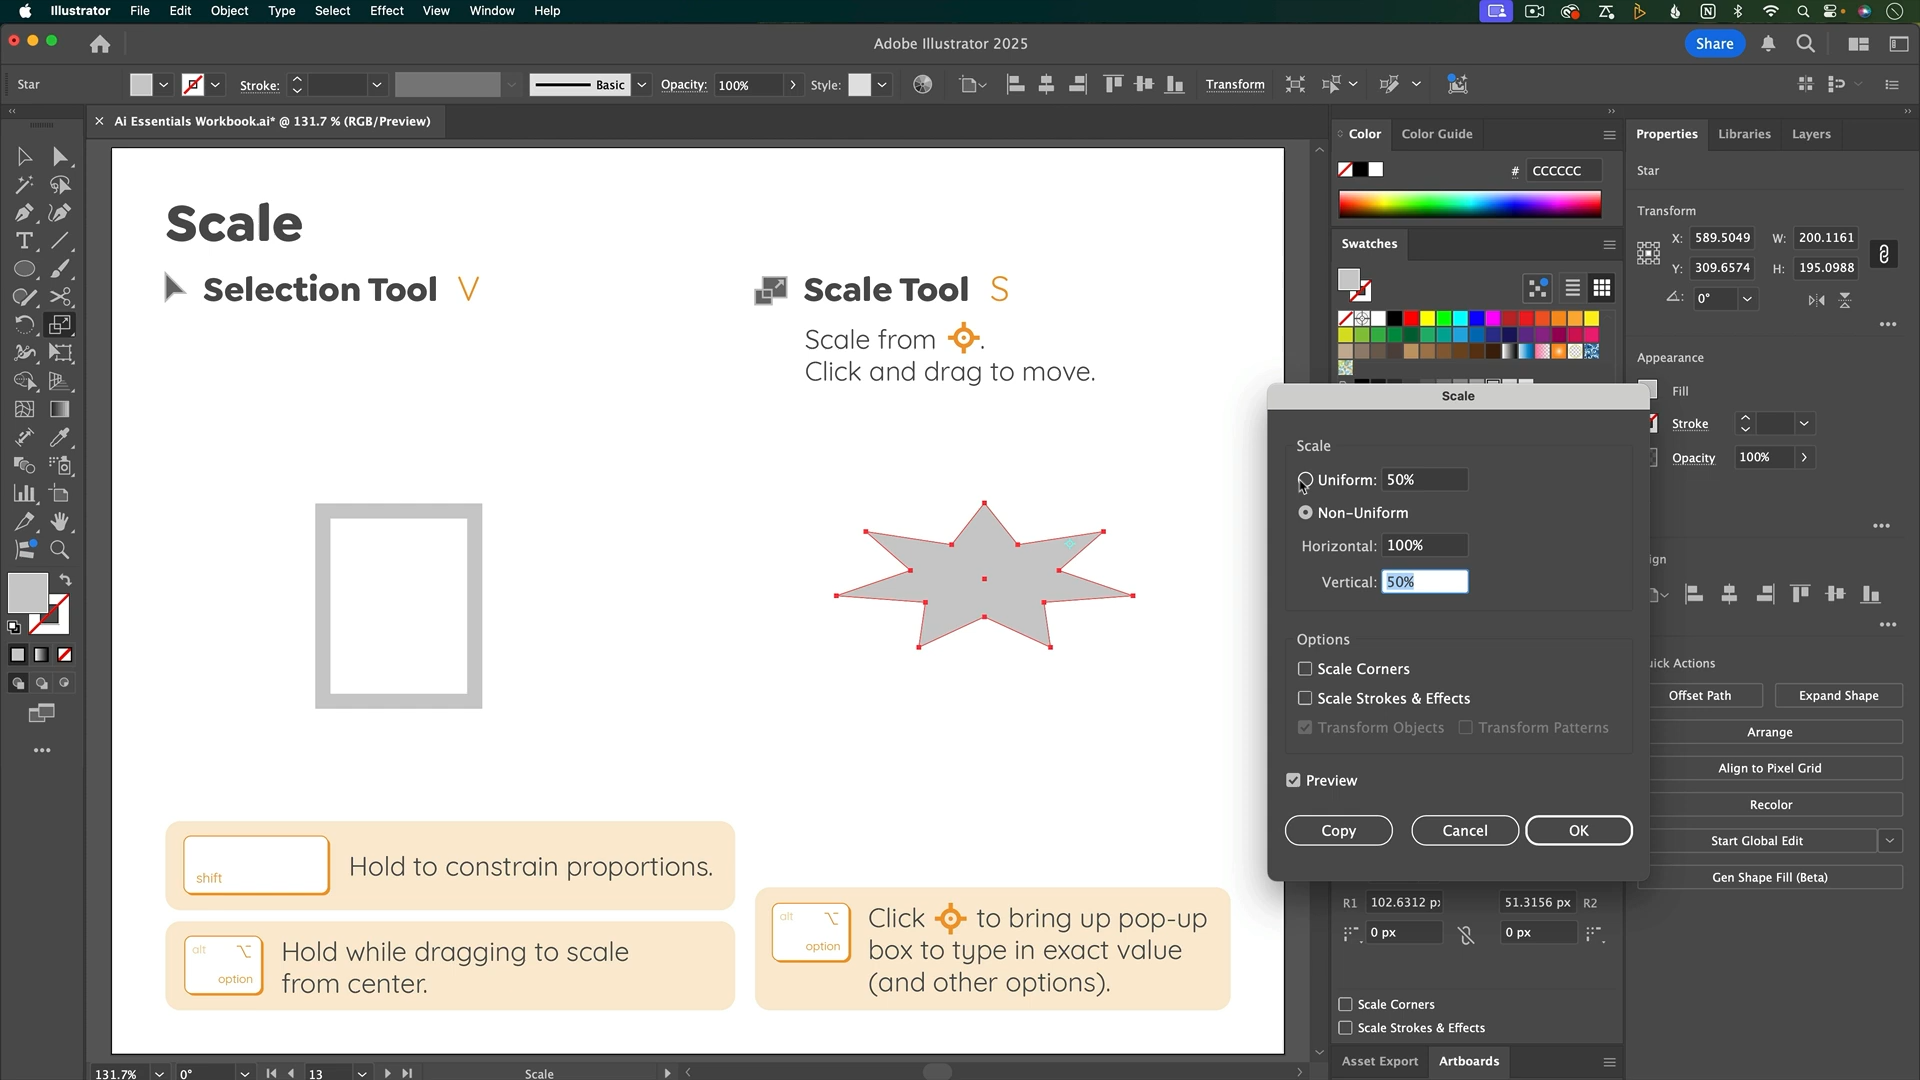 Illustrator File Edit Object Type Select Effect View Window Help
Adobe Illustrator 2025
Share
Star
Stroke:
Basic
Opacity: 100%
Style:
Transform
Ai Essentials Workbook.ai* @ 131.7 % (RGB/Preview)
Scale
Selection Tool V
Scale Tool S
Scale from .
Click and drag to move.
shift
Hold to constrain proportions.
alt
option
Hold while dragging to scale
from center.
alt
option
Click to bring up pop-up
box to type in exact value
(and other options).
Color Color Guide
# CCCCCC
Swatches
Scale
Scale
Uniform: 50%
Non-Uniform
Horizontal: 100%
Vertical: 50%
Options
Scale Corners
Scale Strokes & Effects
Transform Objects Transform Patterns
Preview
Copy Cancel OK
R1 102.6312 51.3156 px R2
0 px 0 px
Scale Corners
Scale Strokes & Effects
Asset Export Artboards
Properties Libraries Layers
Star
Transform
X: 589.5049 W: 200.1161
Y: 309.6574 H: 195.0988
0°
Appearance
Fill
Stroke
Opacity 100%
Offset Path Expand Shape
Arrange
Align to Pixel Grid
Recolor
Start Global Edit
Gen Shape Fill (Beta)
131.7% 0° 13 Scale